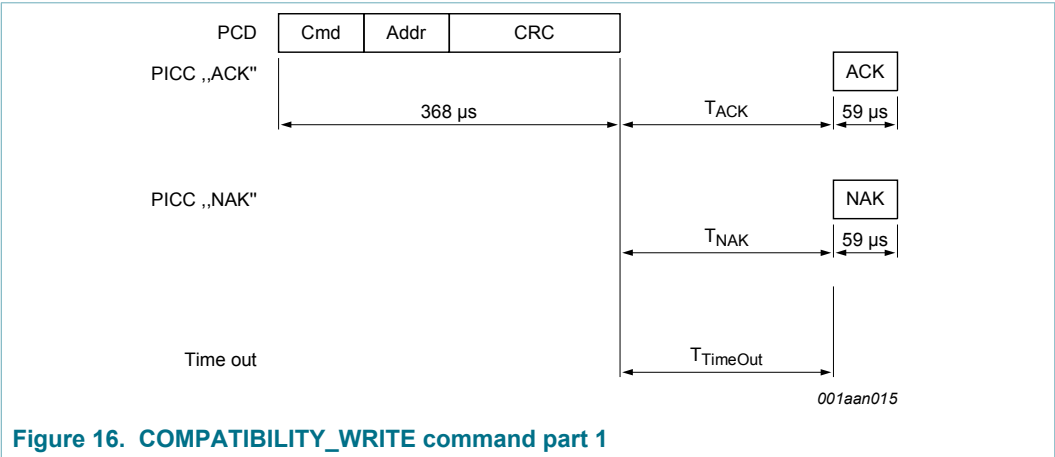 PCD Cmd Addr CRC
PICC ,,ACK" ACK
368 µs TACK 59 µs
PICC ,,NAK" NAK
TNAK 59 µs
Time out TTimeOut
001aan015
Figure 16. COMPATIBILITY_WRITE command part 1